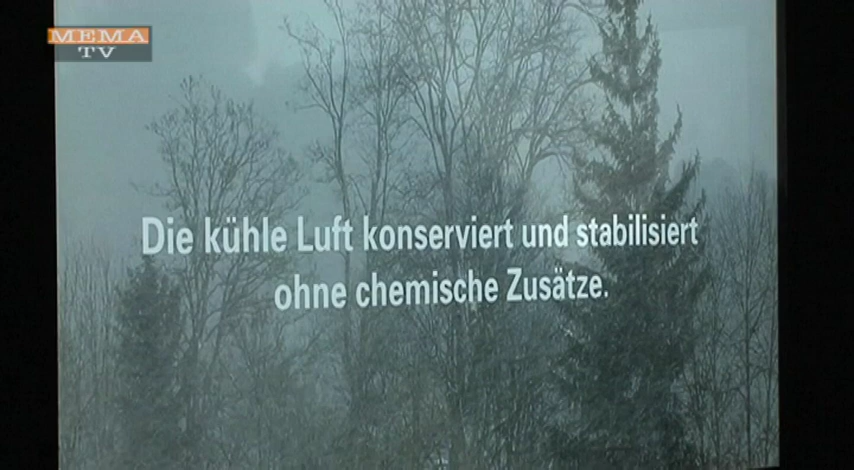 MEMA
TV
Die kühle Luft konserviert und stabilisiert
ohne chemische Zusätze.